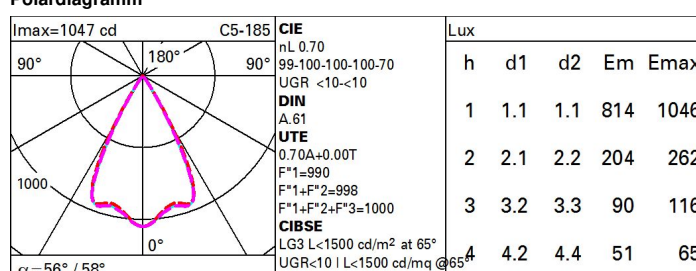 Polardiagramm
Imax=1047 cd C5-185
90° 180° 90°
1000
0°
α=56° / 58°
CIE
nL 0.70
99-100-100-100-70
UGR <10-<10
DIN
A.61
UTE
0.70A+0.00T
F"1=990
F"1+F"2=998
F"1+F"2+F"3=1000
CIBSE
LG3 L<1500 cd/m² at 65°
UGR<10 | L<1500 cd/mq @65°
Lux
h d1 d2 Em Emax
1 1.1 1.1 814 1046
2 2.1 2.2 204 262
3 3.2 3.3 90 116
4 4.2 4.4 51 65